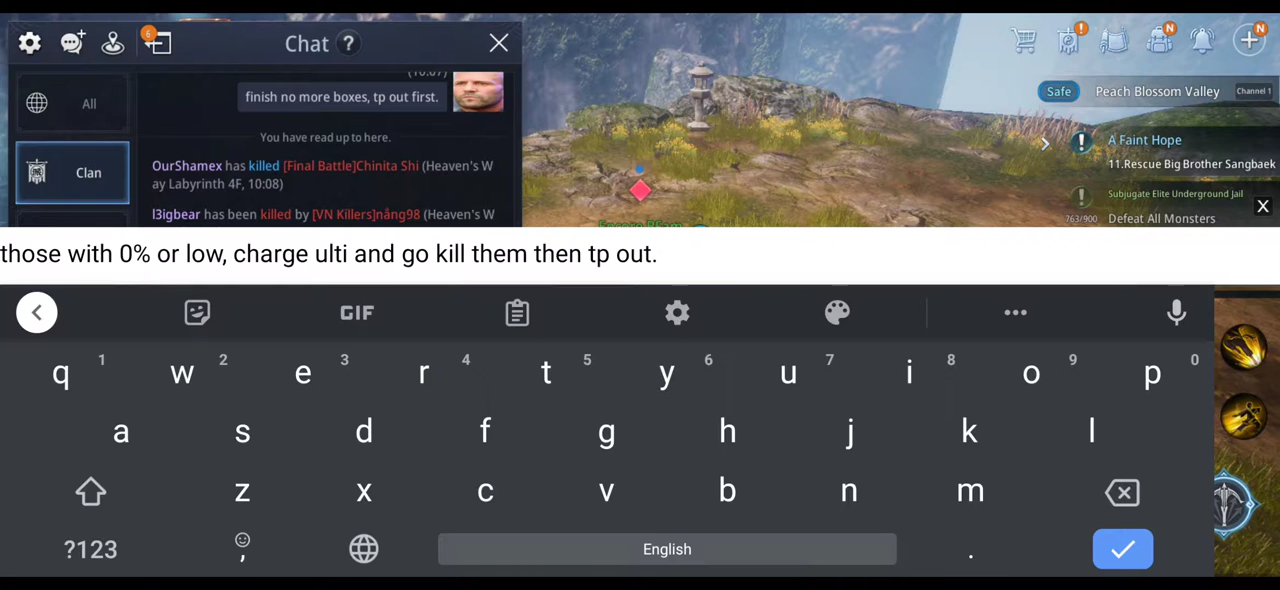 6
Chat ?
finish no more boxes, tp out first.
All
You have read up to here.
OurShamex has killed [Final Battle]Chinita Shi (Heaven's W
ay Labyrinth 4F, 10:08)
Clan
l3igbear has been killed by [VN Killers]nắng98 (Heaven's W
N
N
Safe Peach Blossom Valley Channel 1
A Faint Hope
11.Rescue Big Brother Sangbaek
Subjugate Elite Underground Jail
763/900 Defeat All Monsters
X
those with 0% or low, charge ulti and go kill them then tp out.
GIF
1 2 3 4 5 6 7 8 9 0
q w e r t y u i o p
a s d f g h j k l
z x c v b n m
?123 , English .